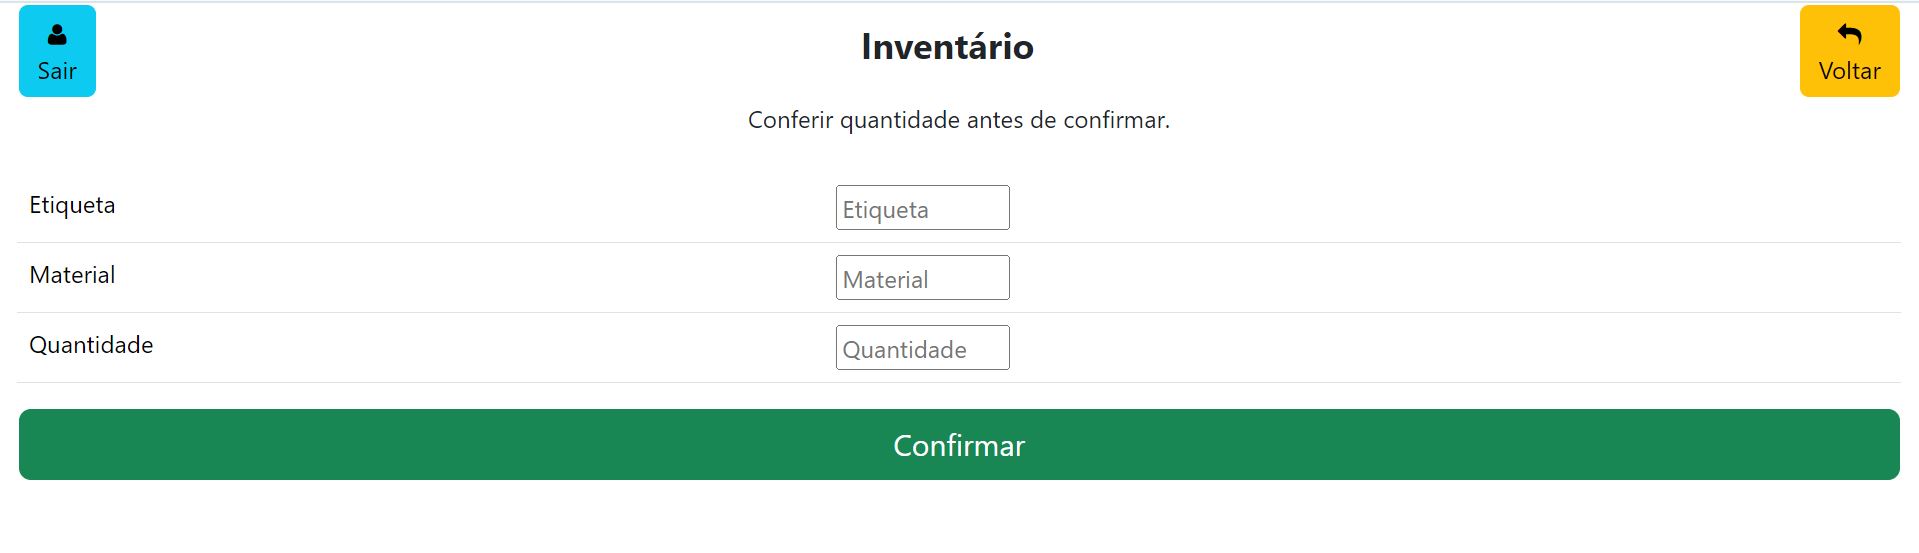 Sair
Inventário
Voltar
Conferir quantidade antes de confirmar.
Etiqueta
Etiqueta
Material
Material
Quantidade
Quantidade
Confirmar